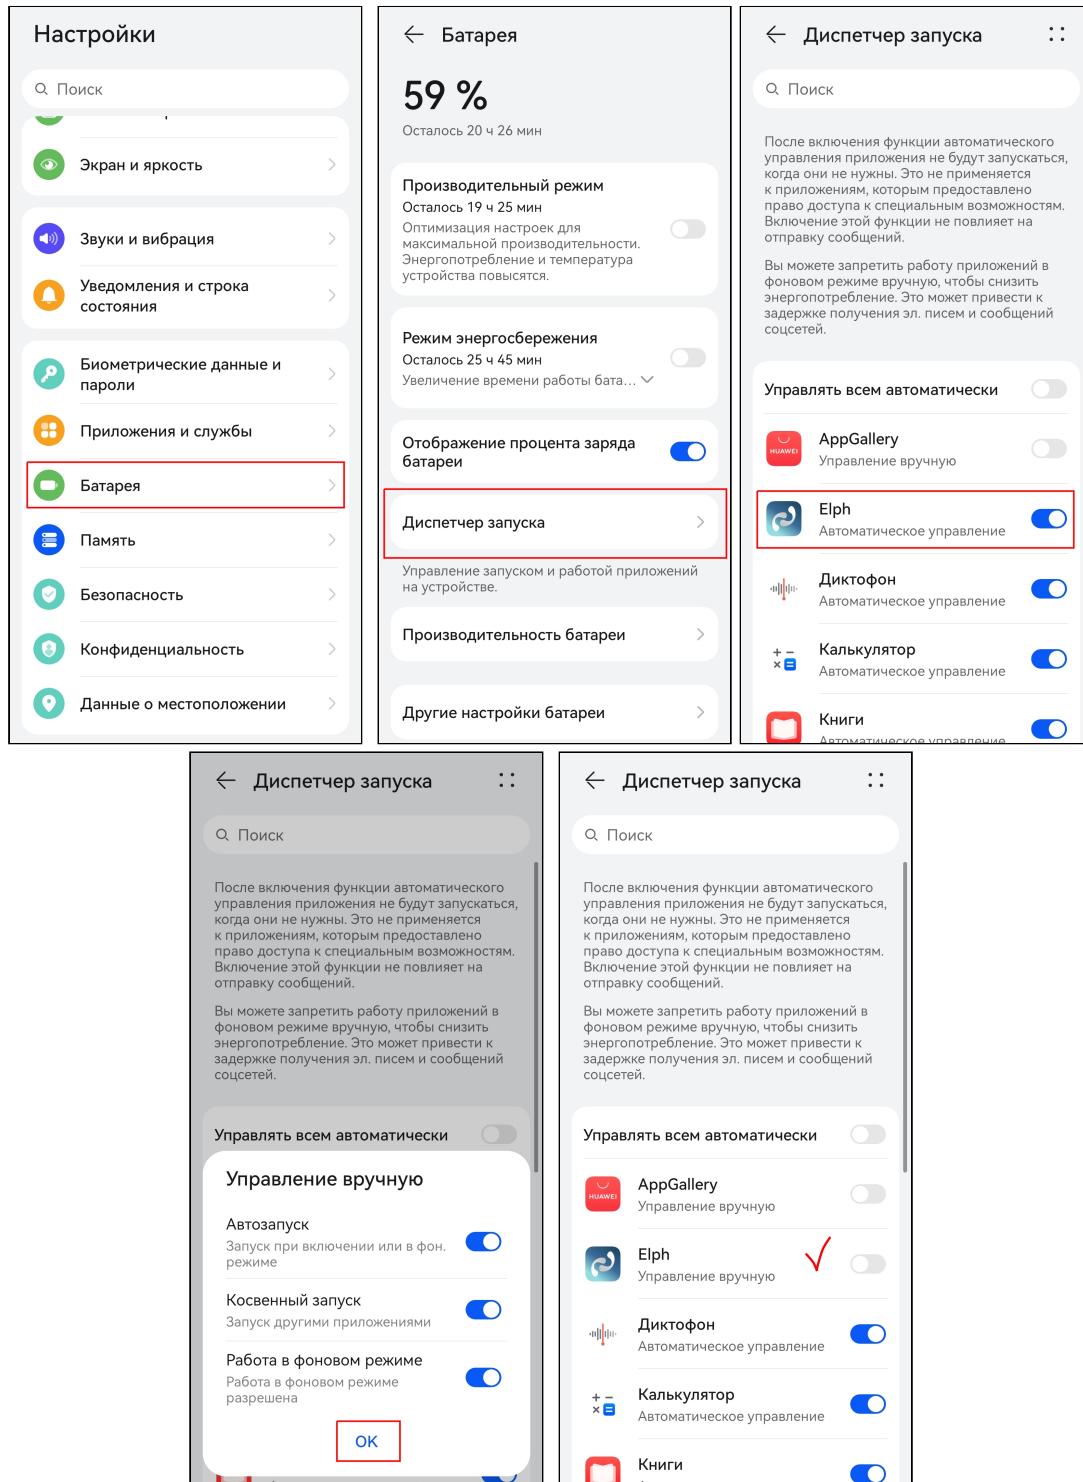 Настройки
Поиск
Экран и яркость
Звуки и вибрация
Уведомления и строка
состояния
Биометрические данные и
пароли
Приложения и службы
Батарея
Память
Безопасность
Конфиденциальность
Данные о местоположении
Батарея
59 %
Осталось 20 ч 26 мин
Производительный режим
Осталось 19 ч 25 мин
Оптимизация настроек для
максимальной производительности.
Энергопотребление и температура
устройства повысятся.
Режим энергосбережения
Осталось 25 ч 45 мин
Увеличение времени работы бата...
Отображение процента заряда
батареи
Диспетчер запуска
Управление запуском и работой приложений
на устройстве.
Производительность батареи
Другие настройки батареи
Диспетчер запуска
Поиск
После включения функции автоматического
управления приложения не будут запускаться,
когда они не нужны. Это не применяется
к приложениям, которым предоставлено
право доступа к специальным возможностям.
Включение этой функции не повлияет на
отправку сообщений.
Вы можете запретить работу приложений в
фоновом режиме вручную, чтобы снизить
энергопотребление. Это может привести к
задержке получения эл. писем и сообщений
соцсетей.
Управлять всем автоматически
HUAWEI
AppGallery
Управление вручную
Elph
Автоматическое управление
Диктофон
Автоматическое управление
Калькулятор
Автоматическое управление
Книги
Автоматическое управление
Диспетчер запуска
Поиск
После включения функции автоматического
управления приложения не будут запускаться,
когда они не нужны. Это не применяется
к приложениям, которым предоставлено
право доступа к специальным возможностям.
Включение этой функции не повлияет на
отправку сообщений.
Вы можете запретить работу приложений в
фоновом режиме вручную, чтобы снизить
энергопотребление. Это может привести к
задержке получения эл. писем и сообщений
соцсетей.
Управлять всем автоматически
Управление вручную
Автозапуск
Запуск при включении или в фон.
режиме
Косвенный запуск
Запуск другими приложениями
Работа в фоновом режиме
Работа в фоновом режиме
разрешена
OK
Диспетчер запуска
Поиск
После включения функции автоматического
управления приложения не будут запускаться,
когда они не нужны. Это не применяется
к приложениям, которым предоставлено
право доступа к специальным возможностям.
Включение этой функции не повлияет на
отправку сообщений.
Вы можете запретить работу приложений в
фоновом режиме вручную, чтобы снизить
энергопотребление. Это может привести к
задержке получения эл. писем и сообщений
соцсетей.
Управлять всем автоматически
HUAWEI
AppGallery
Управление вручную
Elph
Управление вручную
Диктофон
Автоматическое управление
Калькулятор
Автоматическое управление
Книги